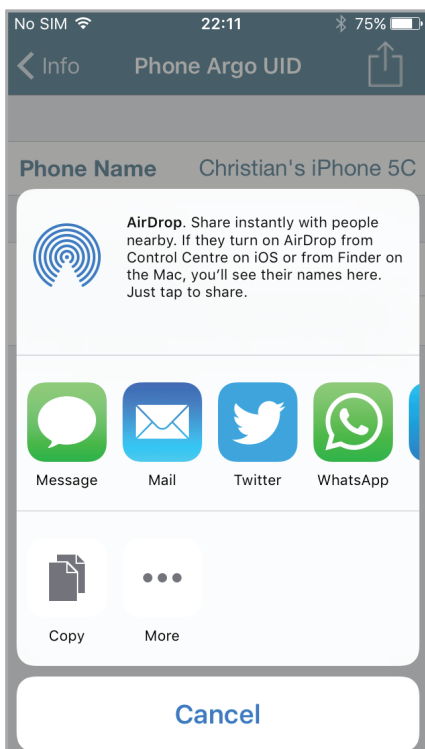 No SIM 22:11 75%
Info Phone Argo UID
Phone Name Christian's iPhone 5C
AirDrop. Share instantly with people
nearby. If they turn on AirDrop from
Control Centre on iOS or from Finder on
the Mac, you'll see their names here.
Just tap to share.
Message Mail Twitter WhatsApp
Copy More
Cancel